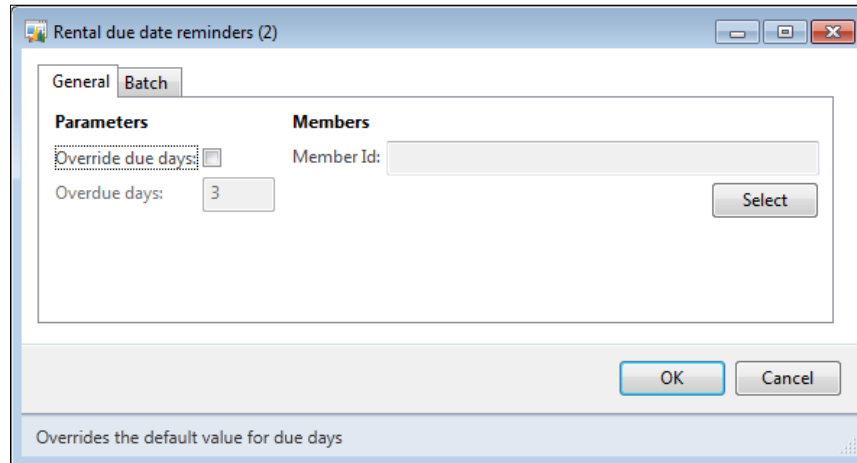 Rental due date reminders (2)
General Batch
Parameters Members
Override due days: Member Id:
Overdue days: 3
Select
OK Cancel
Overrides the default value for due days